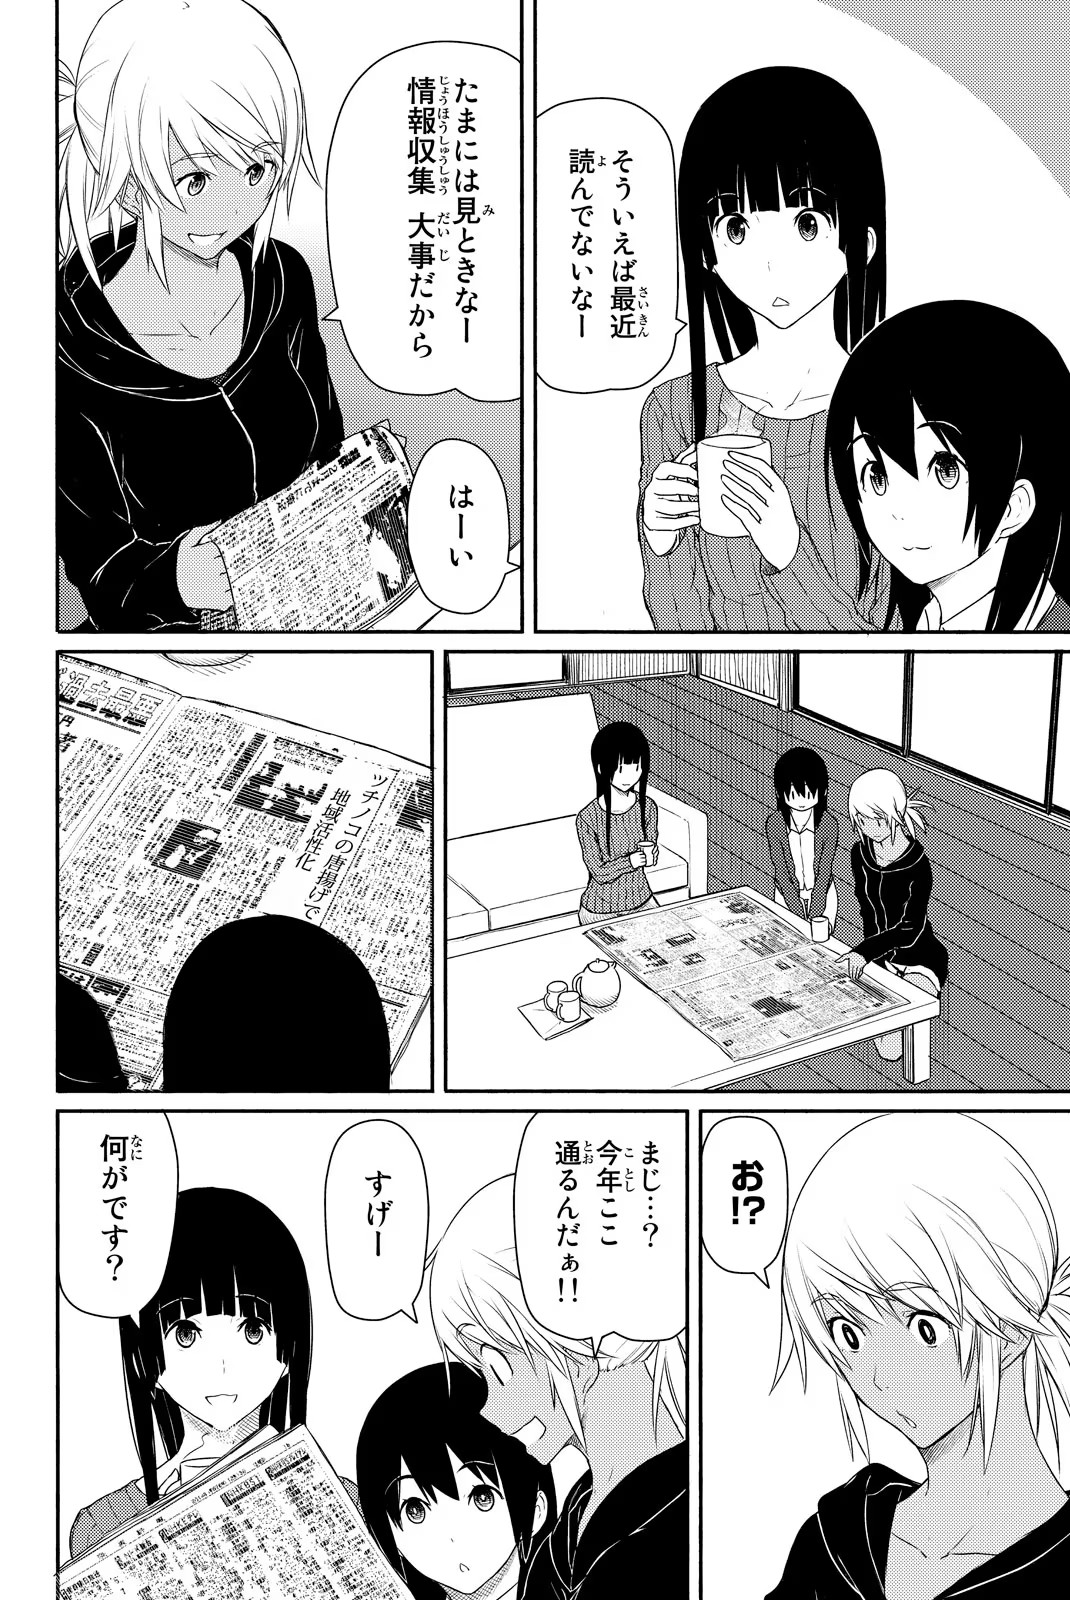 そういえば最近
読んでないなー
たまには見ときなー
情報収集 大事だから
はーい
ツチノコの唐揚げで
地域活性化
お!?
まじ…?
今年ここ
通るんだぁ!!
すげー
何がです?